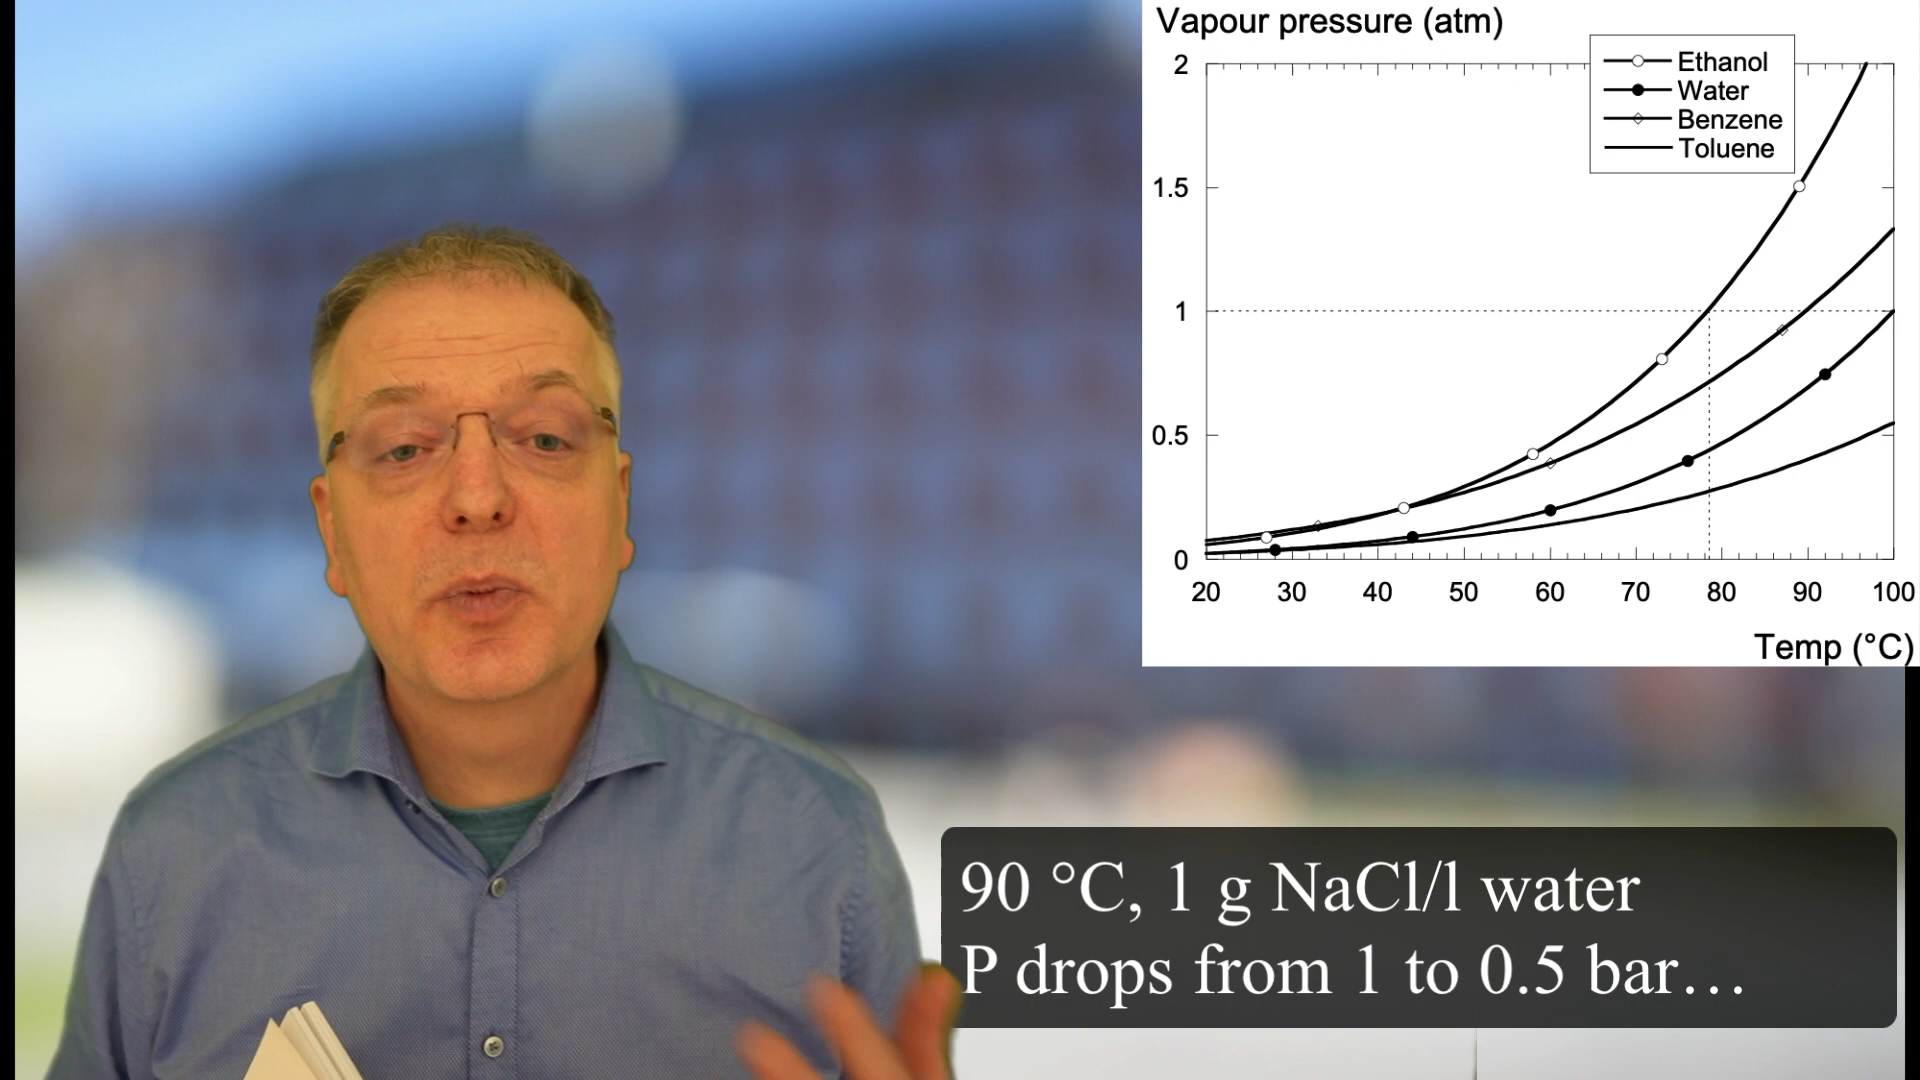 Vapour pressure (atm)
2
1.5
1
0.5
0
20 30 40 50 60 70 80 90 100
Temp (°C)
Ethanol
Water
Benzene
Toluene
90 °C, 1 g NaCl/l water
P drops from 1 to 0.5 bar…